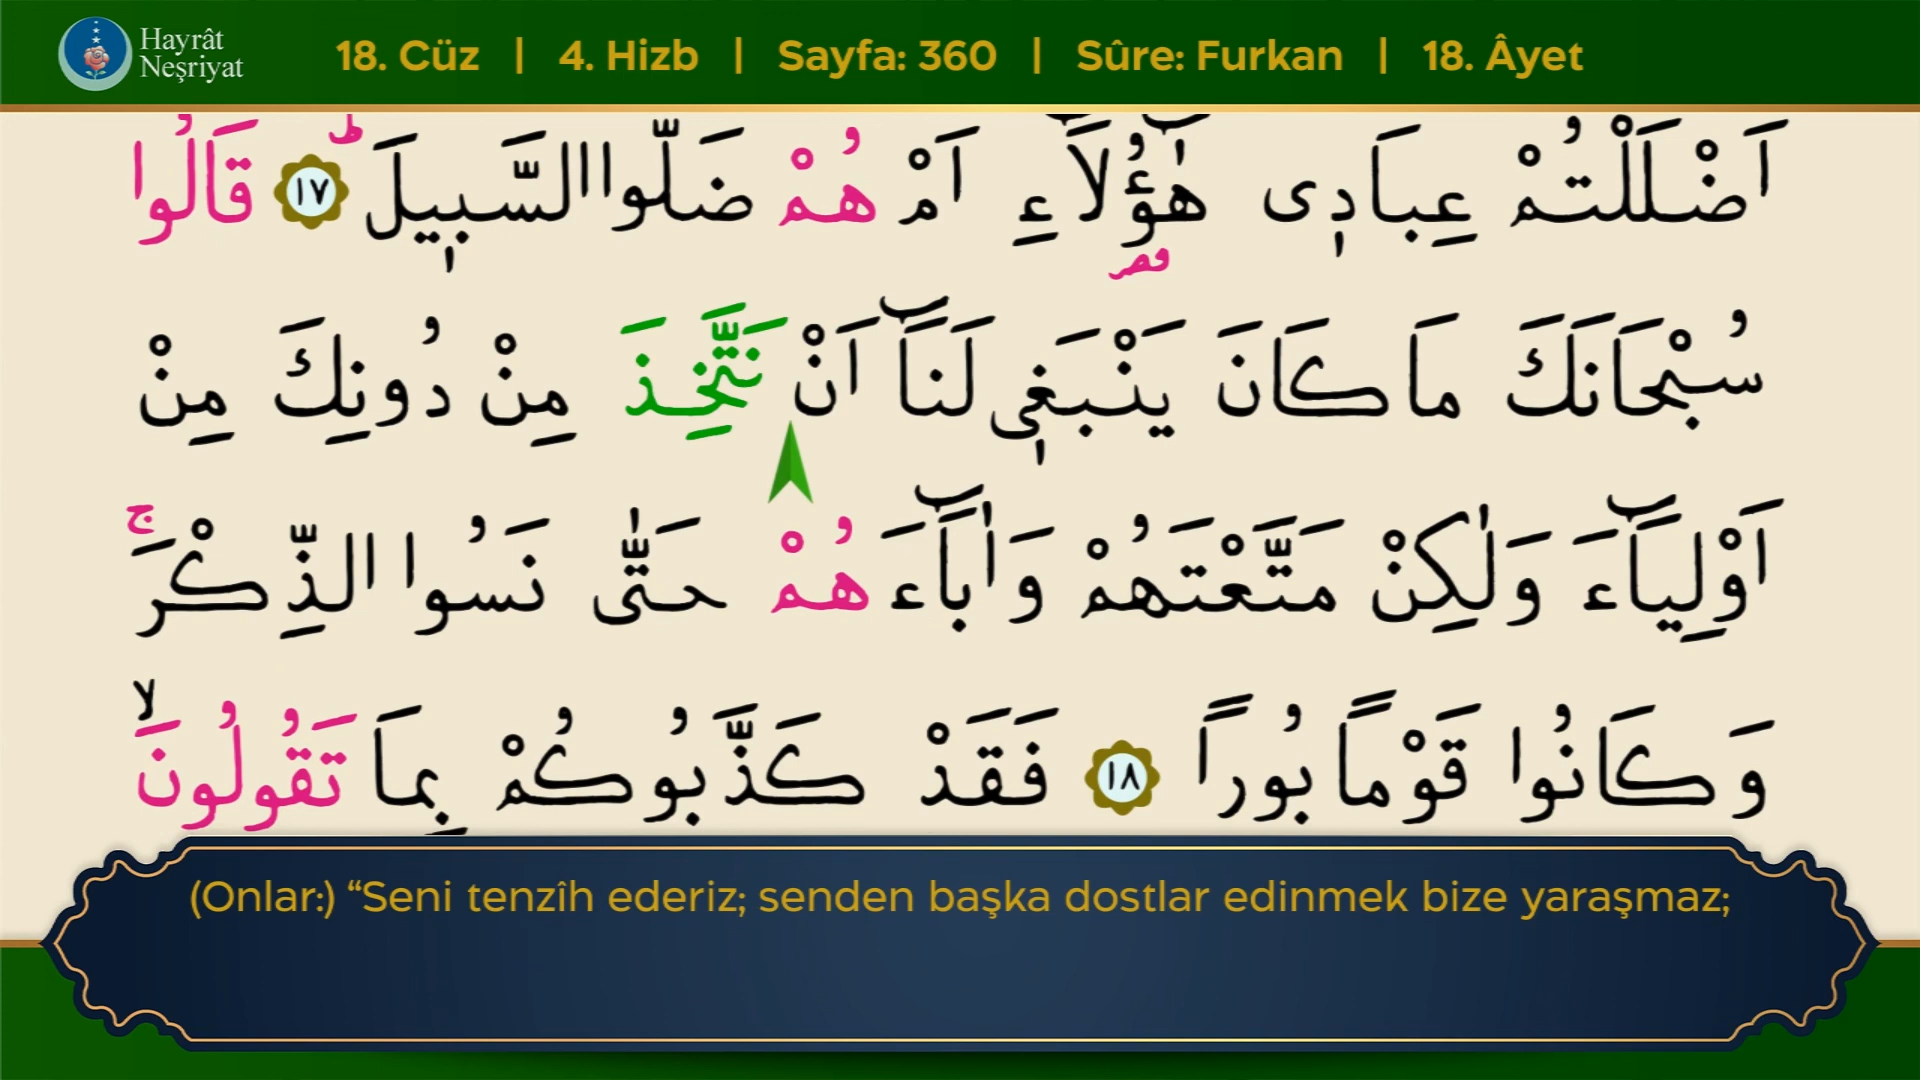 Hayrât
Neşriyat
18. Cüz | 4. Hizb | Sayfa: 360 | Sûre: Furkan | 18. Âyet
اَضْلَلْتُمْ عِبَادٖى هٰٓؤُلَٓاءِ اَمْ هُمْ ضَلُّوا السَّبٖيلَؕ ﴿١٧﴾ قَالُوا
قصر
سُبْحَانَكَ مَا كَانَ يَنْبَغٖى لَنَٓا اَنْ نَتَّخِذَ مِنْ دُونِكَ مِنْ
اَوْلِيَٓاءَ وَلٰكِنْ مَتَّعْتَهُمْ وَاٰبَٓاءَهُمْ حَتّٰى نَسُوا الذِّكْرَۚ
وَكَانُوا قَوْمًا بُورًا ﴿١٨﴾ فَقَدْ كَذَّبُوكُمْ بِمَا تَقُولُونَۙ
(Onlar:) “Seni tenzîh ederiz; senden başka dostlar edinmek bize yaraşmaz;